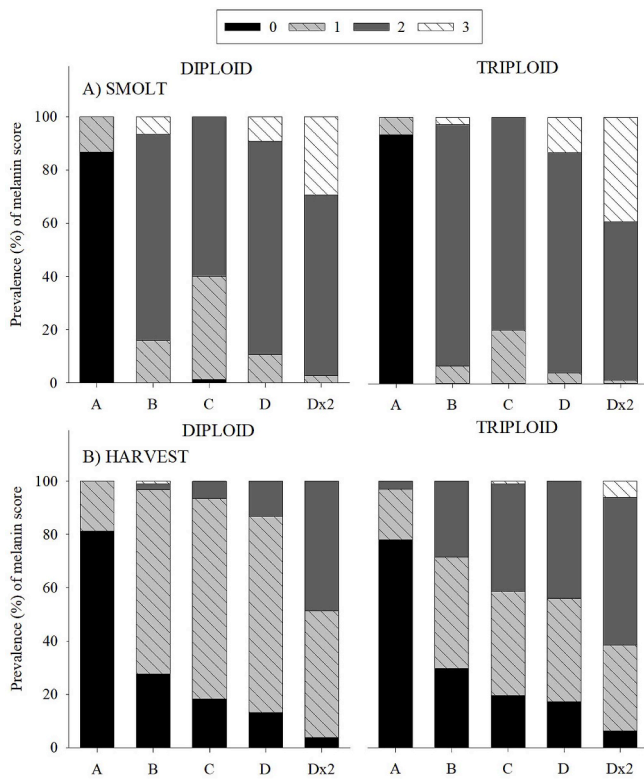 0 1 2 3
DIPLOID TRIPLOID
A) SMOLT
Prevalence (%) of melanin score
100
80
60
40
20
0
A B C D Dx2 A B C D Dx2
DIPLOID TRIPLOID
B) HARVEST
Prevalence (%) of melanin score
100
80
60
40
20
0
A B C D Dx2 A B C D Dx2